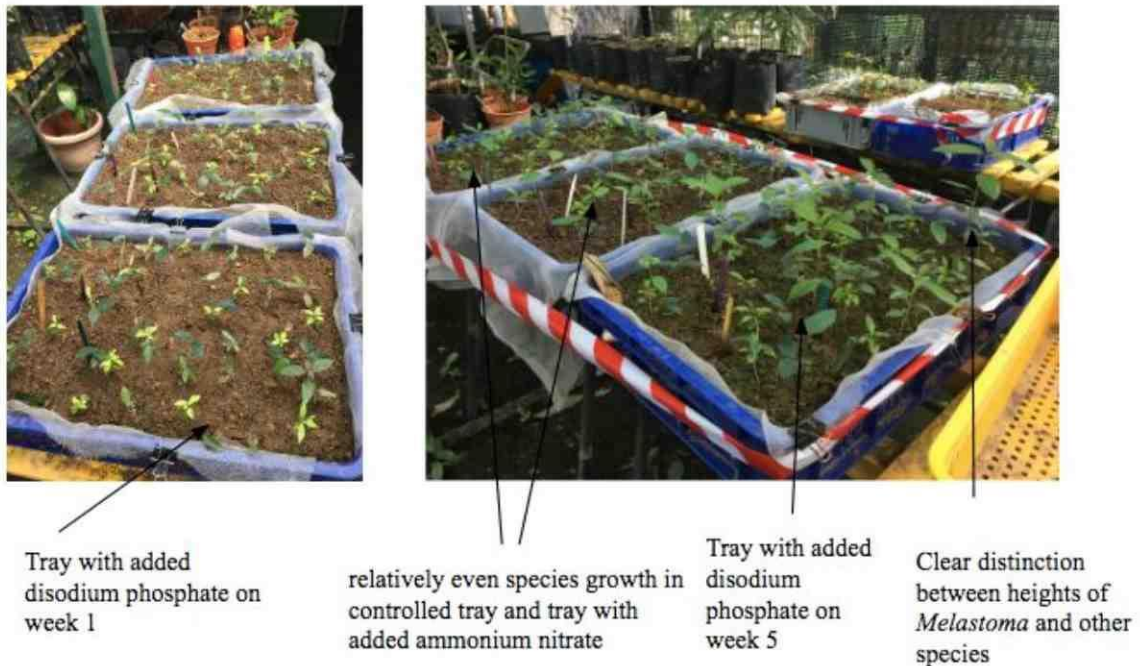 Tray with added
disodium phosphate on
week 1
relatively even species growth in
controlled tray and tray with
added ammonium nitrate
Tray with added
disodium
phosphate on
week 5
Clear distinction
between heights of
Melastoma and other
species